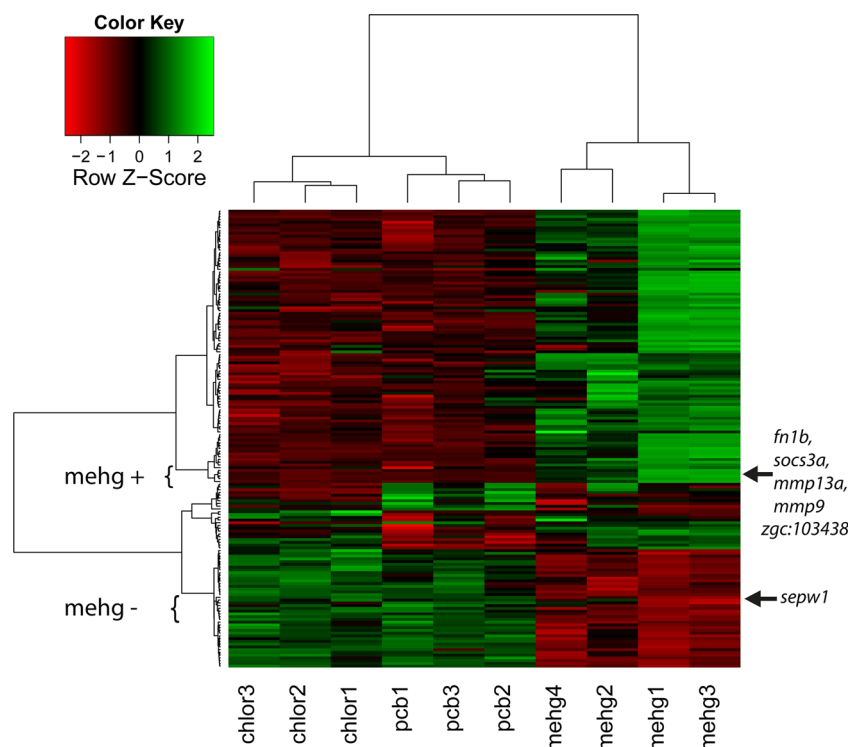 Color Key
−2 −1 0 1 2
Row Z−Score
fn1b,
socs3a,
mmp13a,
mmp9
zgc:103438
mehg +
mehg -
sepw1
chlor3
chlor2
chlor1
pcb1
pcb3
pcb2
mehg4
mehg2
mehg1
mehg3